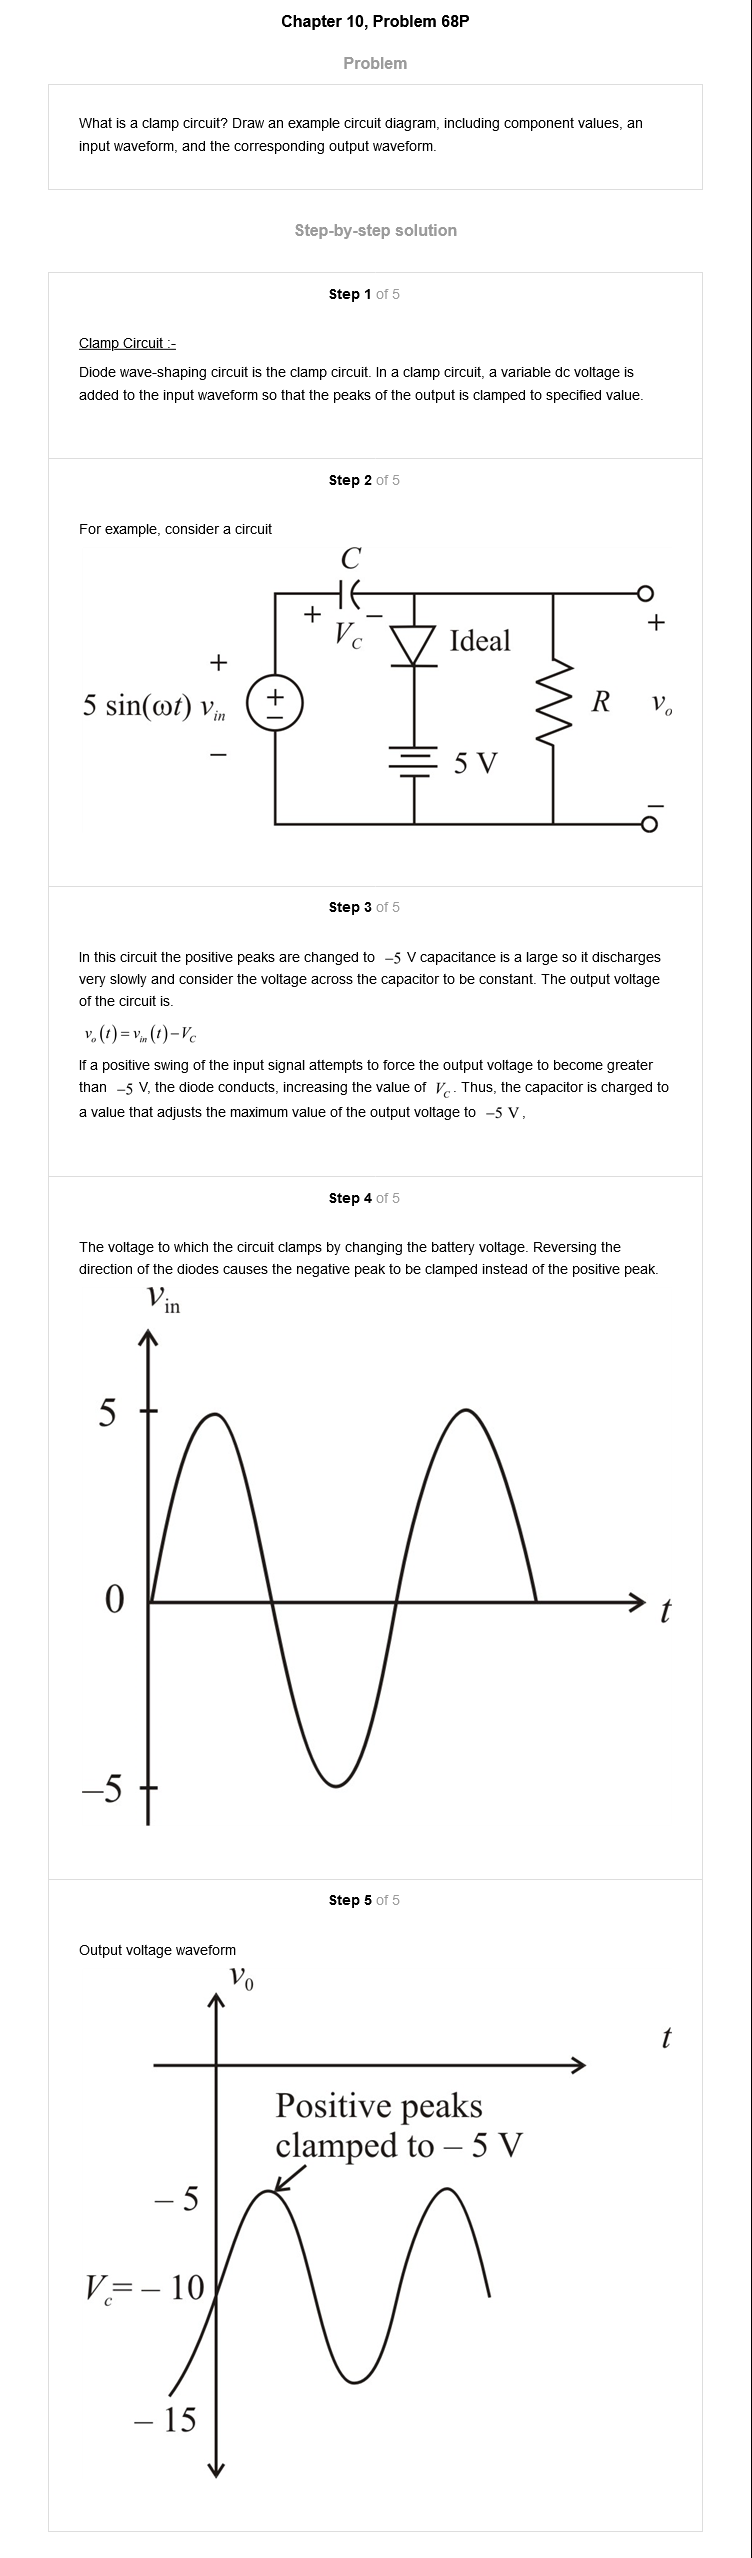 Chapter 10, Problem 68P
Problem
What is a clamp circuit? Draw an example circuit diagram, including component values, an
input waveform, and the corresponding output waveform.
Step-by-step solution
Step 1 of 5
Clamp Circuit :-
Diode wave-shaping circuit is the clamp circuit. In a clamp circuit, a variable dc voltage is
added to the input waveform so that the peaks of the output is clamped to specified value.
Step 2 of 5
For example, consider a circuit
C
+ −
V_C
Ideal
+
5 sin(ωt) v_in
−
+
−
5 V
R
+
v_o
−
Step 3 of 5
In this circuit the positive peaks are changed to −5 V capacitance is a large so it discharges
very slowly and consider the voltage across the capacitor to be constant. The output voltage
of the circuit is.
v_o(t) = v_in(t) − V_C
If a positive swing of the input signal attempts to force the output voltage to become greater
than −5 V, the diode conducts, increasing the value of V_C. Thus, the capacitor is charged to
a value that adjusts the maximum value of the output voltage to −5 V,
Step 4 of 5
The voltage to which the circuit clamps by changing the battery voltage. Reversing the
direction of the diodes causes the negative peak to be clamped instead of the positive peak.
v_in
5
0
t
−5
Step 5 of 5
Output voltage waveform
v_0
t
Positive peaks
clamped to – 5 V
– 5
V_c = – 10
– 15